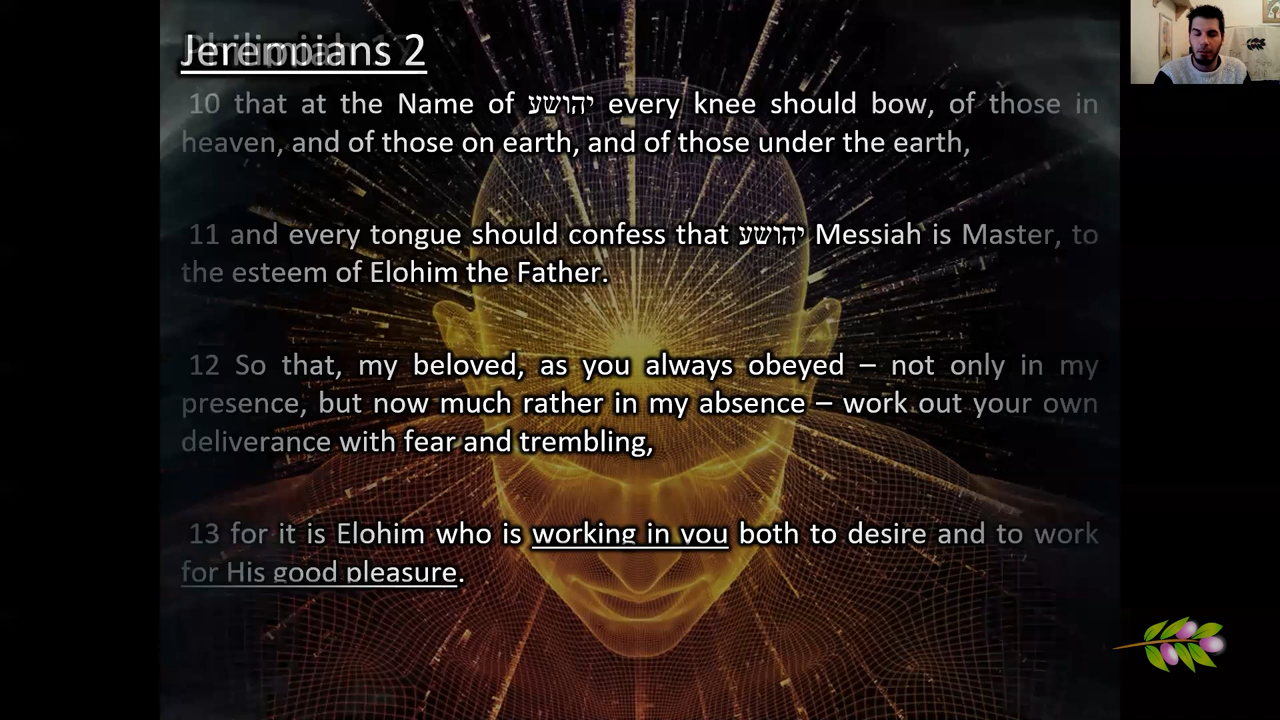 10 that at the Name of יהושע every knee should bow, of those in
heaven, and of those on earth, and of those under the earth,
11 and every tongue should confess that יהושע Messiah is Master, to
the esteem of Elohim the Father.
12 So that, my beloved, as you always obeyed – not only in my
presence, but now much rather in my absence – work out your own
deliverance with fear and trembling,
13 for it is Elohim who is working in you both to desire and to work
for His good pleasure.